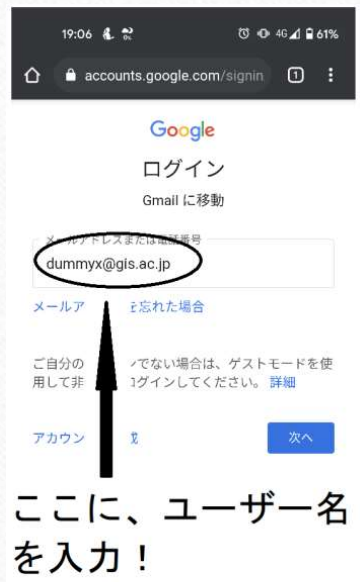 19:06 4G 61%
accounts.google.com/signin 1
Google
ログイン
Gmail に移動
メールアドレスまたは電話番号
dummyx@gis.ac.jp
メールア を忘れた場合
ご自分の ンでない場合は、ゲストモードを使
用して非 ログインしてください。 詳細
アカウン 次へ
ここに、ユーザー名
を入力！